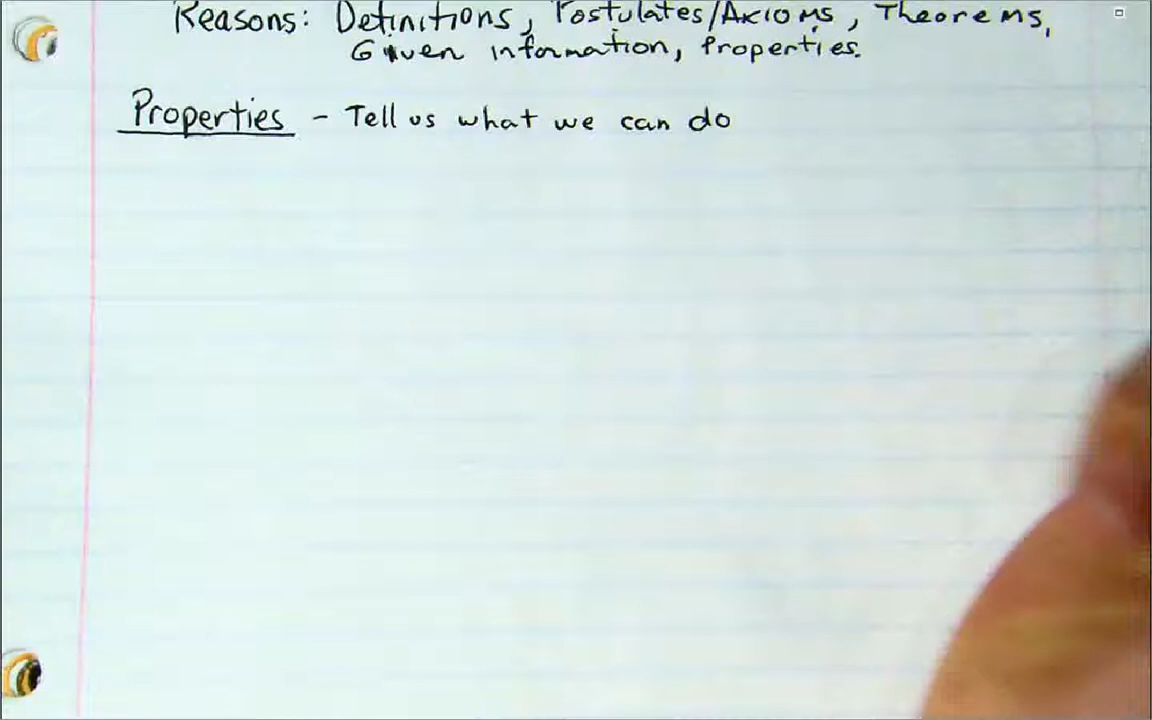 Reasons: Definitions, Postulates/Axioms, Theorems,
Given information, Properties.
Properties - Tell us what we can do